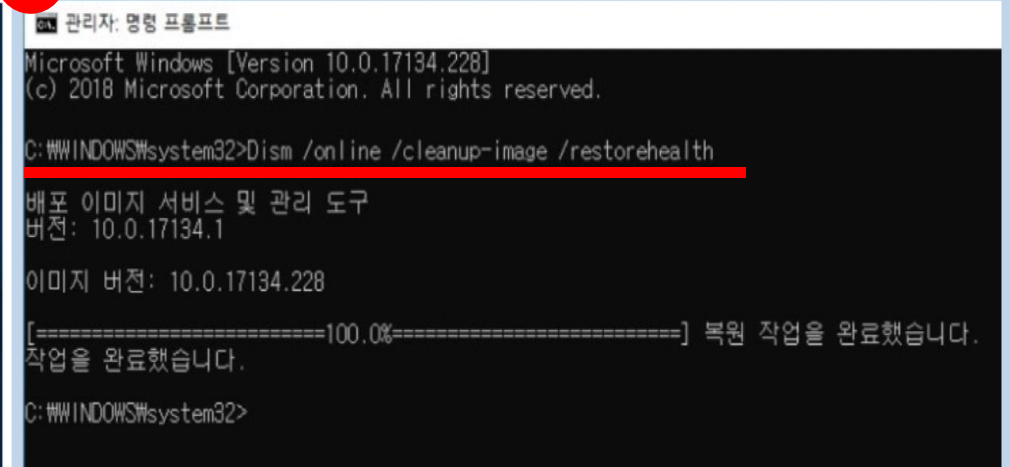 관리자: 명령 프롬프트
Microsoft Windows [Version 10.0.17134.228]
(c) 2018 Microsoft Corporation. All rights reserved.
C:₩WINDOWS₩system32>Dism /online /cleanup-image /restorehealth
배포 이미지 서비스 및 관리 도구
버전: 10.0.17134.1
이미지 버전: 10.0.17134.228
[==========================100.0%==========================] 복원 작업을 완료했습니다.
작업을 완료했습니다.
C:₩WINDOWS₩system32>